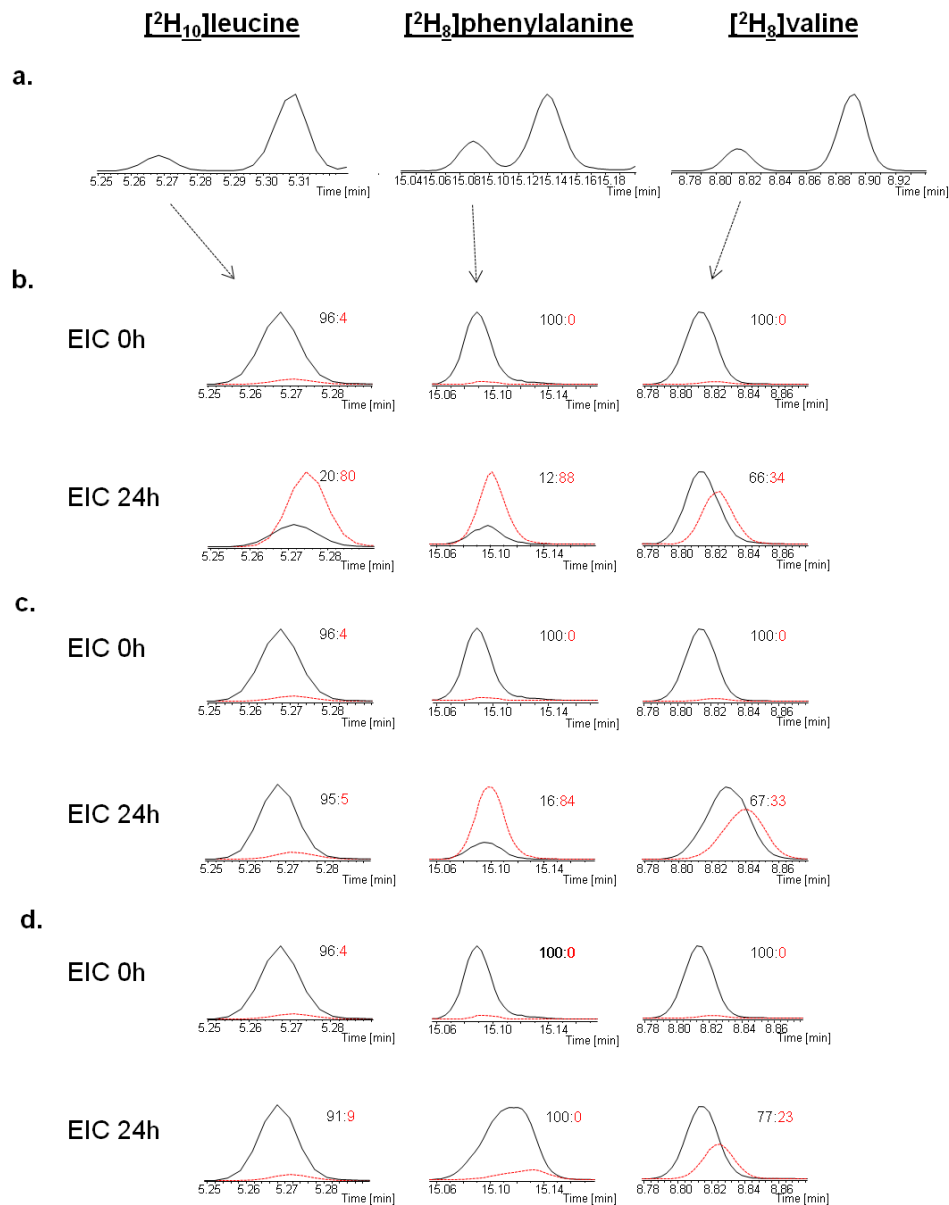 [²H₁₀]leucine [²H₈]phenylalanine [²H₈]valine
a.
5.25 5.26 5.27 5.28 5.29 5.30 5.31 15.04 15.06 15.08 15.10 15.12 15.14 15.16 15.18 8.78 8.80 8.82 8.84 8.86 8.88 8.90 8.92
Time [min] Time [min] Time [min]
b.
EIC 0h 96:4 100:0 100:0
5.25 5.26 5.27 5.28 15.06 15.10 15.14 8.78 8.80 8.82 8.84 8.86
Time [min] Time [min] Time [min]
EIC 24h 20:80 12:88 66:34
5.25 5.26 5.27 5.28 15.06 15.10 15.14 8.78 8.80 8.82 8.84 8.86
Time [min] Time [min] Time [min]
c.
EIC 0h 96:4 100:0 100:0
5.25 5.26 5.27 5.28 15.06 15.10 15.14 8.78 8.80 8.82 8.84 8.86
Time [min] Time [min] Time [min]
EIC 24h 95:5 16:84 67:33
5.25 5.26 5.27 5.28 15.06 15.10 15.14 8.78 8.80 8.82 8.84 8.86
Time [min] Time [min] Time [min]
d.
EIC 0h 96:4 100:0 100:0
5.25 5.26 5.27 5.28 15.06 15.10 15.14 8.78 8.80 8.82 8.84 8.86
Time [min] Time [min] Time [min]
EIC 24h 91:9 100:0 77:23
5.25 5.26 5.27 5.28 15.06 15.10 15.14 8.78 8.80 8.82 8.84 8.86
Time [min] Time [min] Time [min]